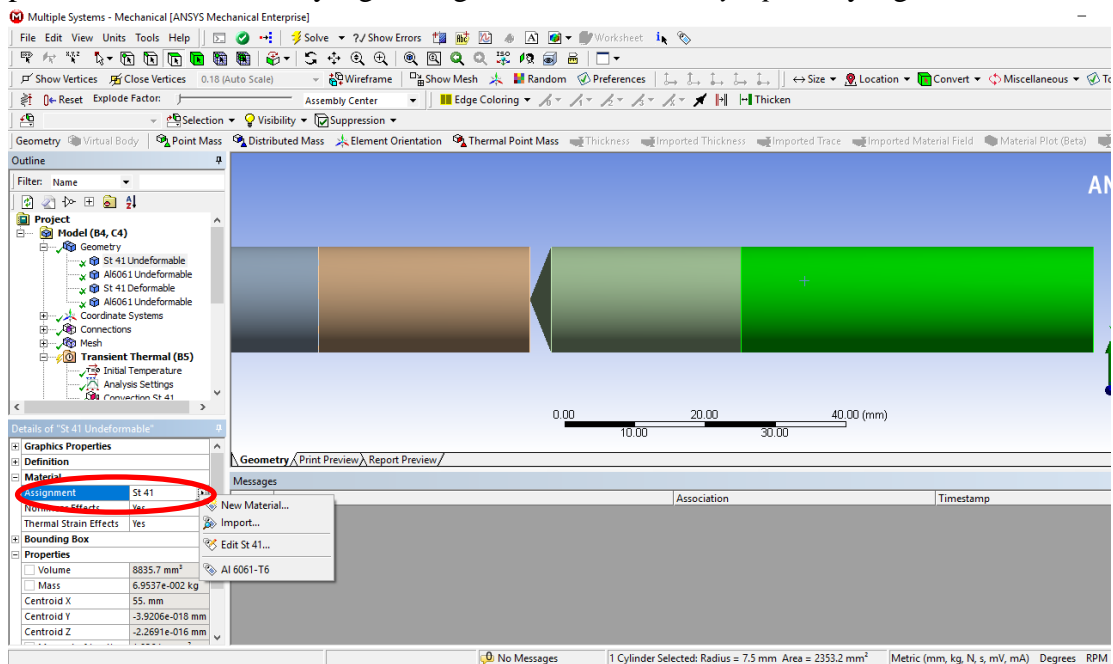 Multiple Systems - Mechanical [ANSYS Mechanical Enterprise]
File Edit View Units Tools Help Solve ?/ Show Errors Worksheet
Show Vertices Close Vertices 0.18 (Auto Scale) Wireframe Show Mesh Random Preferences Size Location Convert Miscellaneous
Reset Explode Factor: Assembly Center Edge Coloring Thicken
Selection Visibility Suppression
Geometry Virtual Body Point Mass Distributed Mass Element Orientation Thermal Point Mass Thickness Imported Thickness Imported Trace Imported Material Field Material Plot (Beta)
Outline
Filter: Name
Project
Model (B4, C4)
Geometry
St 41 Undeformable
Al6061 Undeformable
St 41 Deformable
Al6061 Undeformable
Coordinate Systems
Connections
Mesh
Transient Thermal (B5)
Initial Temperature
Analysis Settings
Convection St 41
AN
0.00 20.00 40.00 (mm)
10.00 30.00
Geometry Print Preview Report Preview
Details of "St 41 Undeformable"
Graphics Properties
Definition
Material
Assignment St 41
Nonlinear Effects Yes
Thermal Strain Effects Yes
Bounding Box
Properties
Volume 8835.7 mm³
Mass 6.9537e-002 kg
Centroid X 55. mm
Centroid Y -3.9206e-018 mm
Centroid Z -2.2691e-016 mm
New Material...
Import...
Edit St 41...
Al 6061-T6
Messages
Association Timestamp
No Messages 1 Cylinder Selected: Radius = 7.5 mm Area = 2353.2 mm² Metric (mm, kg, N, s, mV, mA) Degrees RPM